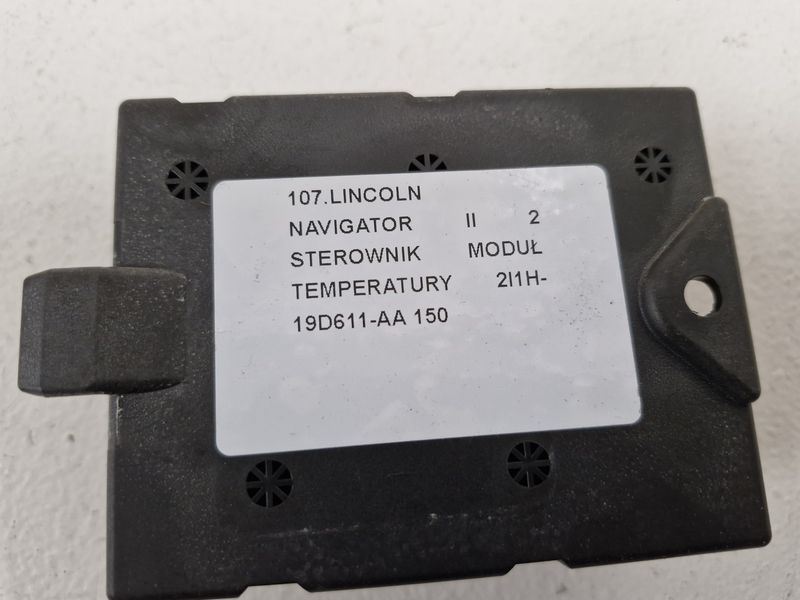 107.LINCOLN
NAVIGATOR II 2
STEROWNIK MODUŁ
TEMPERATURY 2I1H-
19D611-AA 150